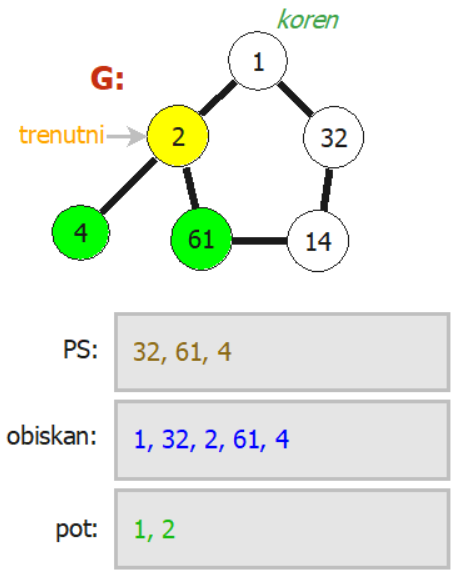 koren
1
G:
trenutni
2
32
4
61
14
PS:
32, 61, 4
obiskan:
1, 32, 2, 61, 4
pot:
1, 2